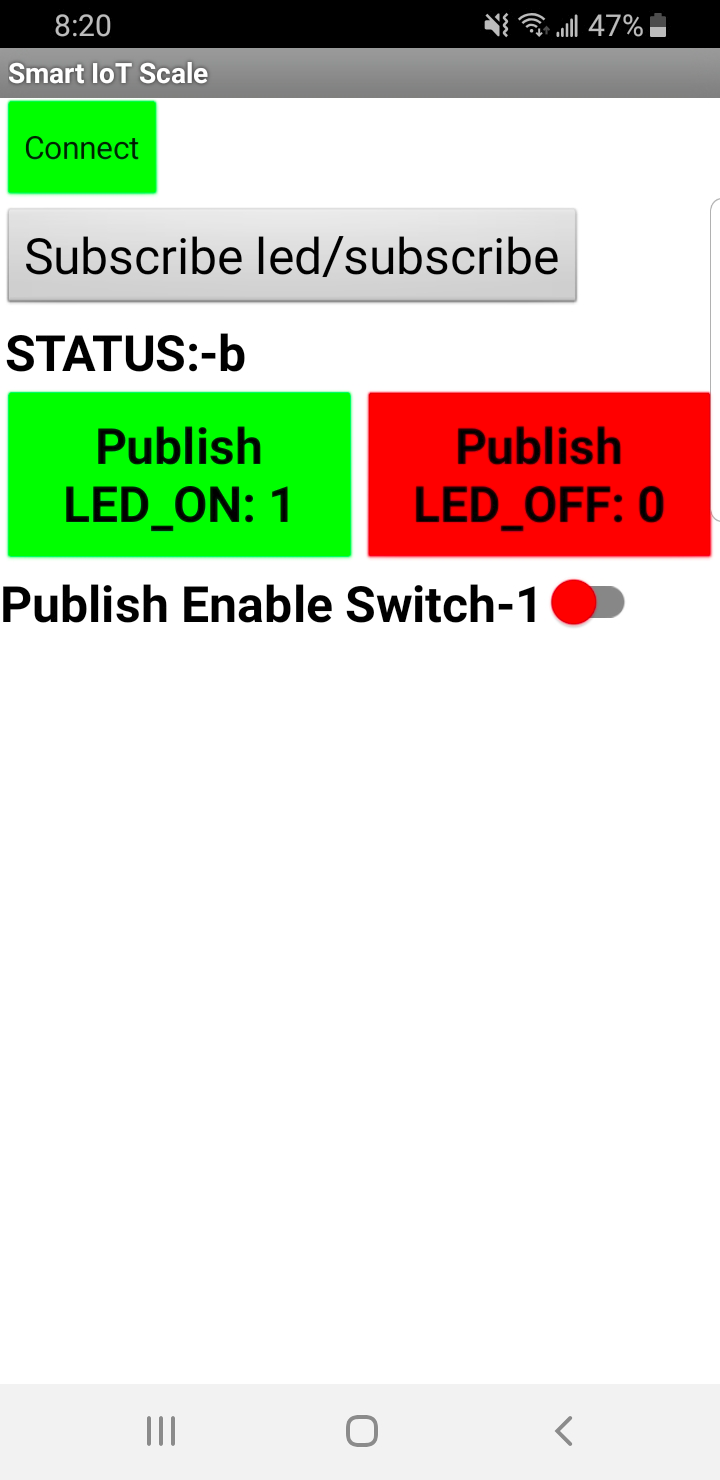 8:20
47%
Smart IoT Scale
Connect
Subscribe led/subscribe
STATUS:-b
Publish
LED_ON: 1
Publish
LED_OFF: 0
Publish Enable Switch-1